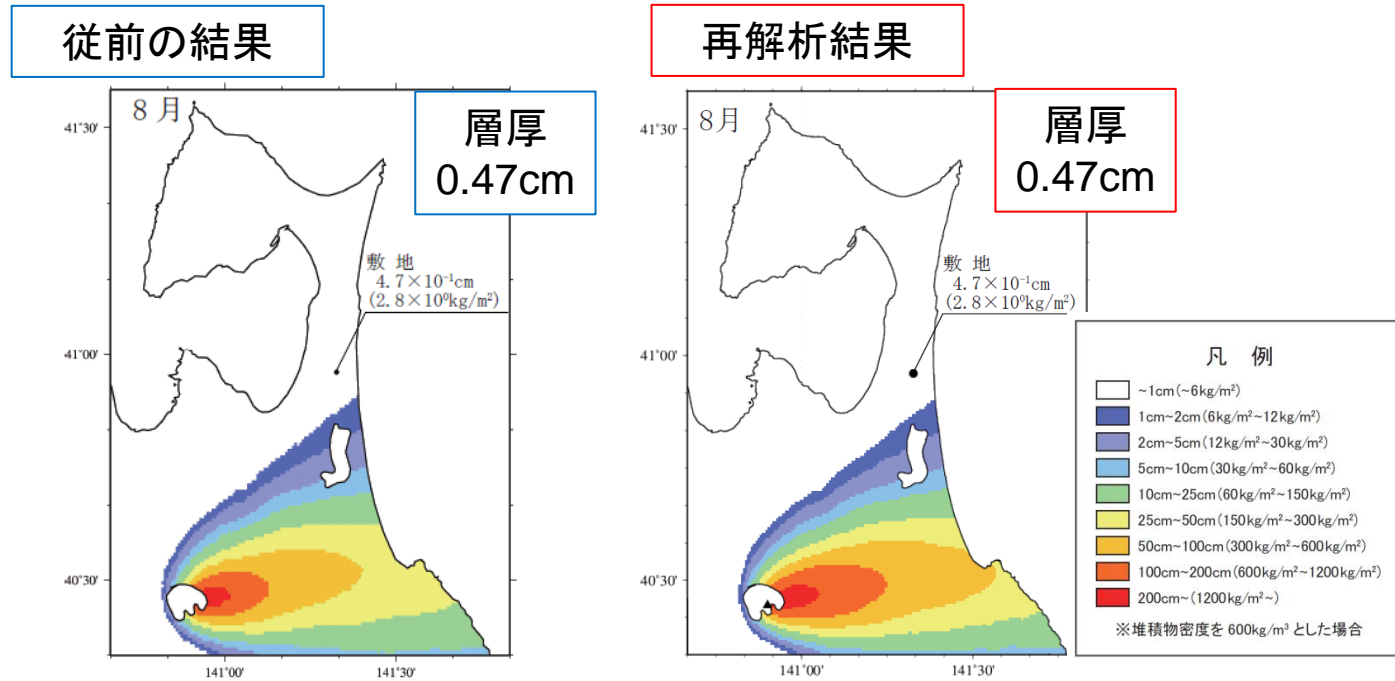 従前の結果
8月
層厚
0.47cm
41°30'
41°00'
40°30'
141°00'
141°30'
敷 地
4.7×10⁻¹cm
(2.8×10⁰kg/m²)
再解析結果
8月
層厚
0.47cm
41°30'
41°00'
40°30'
141°00'
141°30'
敷 地
4.7×10⁻¹cm
(2.8×10⁰kg/m²)
凡 例
~1cm(~6kg/m²)
1cm~2cm(6kg/m²~12kg/m²)
2cm~5cm(12kg/m²~30kg/m²)
5cm~10cm(30kg/m²~60kg/m²)
10cm~25cm(60kg/m²~150kg/m²)
25cm~50cm(150kg/m²~300kg/m²)
50cm~100cm(300kg/m²~600kg/m²)
100cm~200cm(600kg/m²~1200kg/m²)
200cm~(1200kg/m²~)
※堆積物密度を 600kg/m³ とした場合